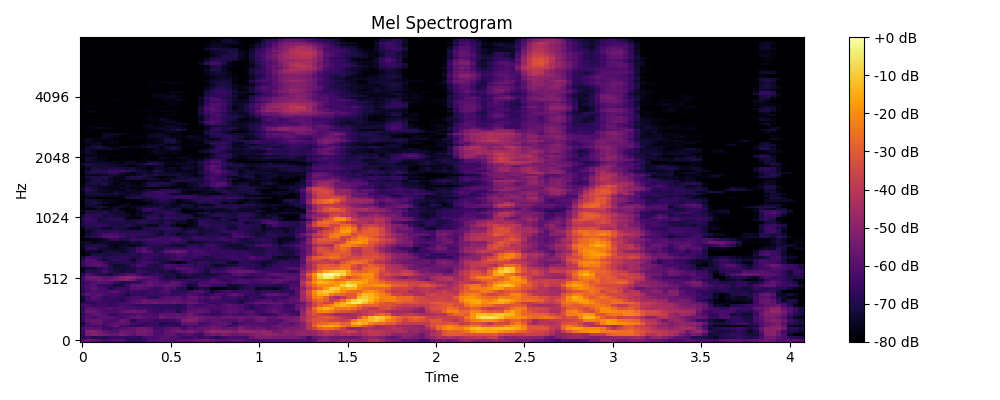 Mel Spectrogram
Hz
4096
2048
1024
512
0
0
0.5
1
1.5
2
2.5
3
3.5
4
Time
+0 dB
-10 dB
-20 dB
-30 dB
-40 dB
-50 dB
-60 dB
-70 dB
-80 dB